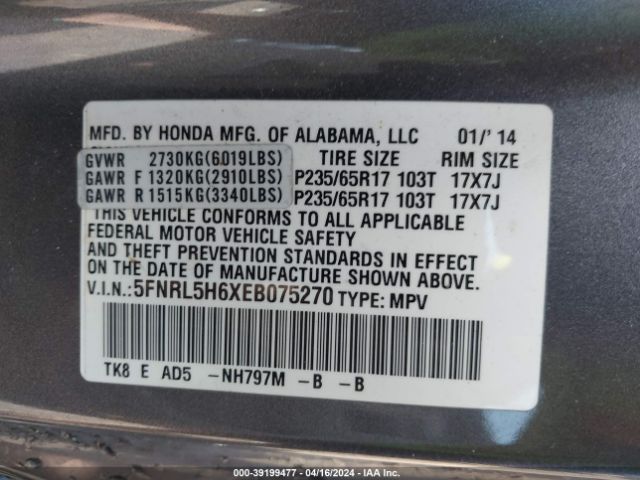 MFD. BY HONDA MFG. OF ALABAMA, LLC 01/' 14
GVWR 2730KG(6019LBS) TIRE SIZE RIM SIZE
GAWR F 1320KG(2910LBS) P235/65R17 103T 17X7J
GAWR R 1515KG(3340LBS) P235/65R17 103T 17X7J
THIS VEHICLE CONFORMS TO ALL APPLICABLE
FEDERAL MOTOR VEHICLE SAFETY
AND THEFT PREVENTION STANDARDS IN EFFECT
ON THE DATE OF MANUFACTURE SHOWN ABOVE.
V.I.N.: 5FNRL5H6XEB075270 TYPE: MPV
TK8 E AD5 -NH797M -B -B
000-39199477 - 04/16/2024 - IAA Inc.